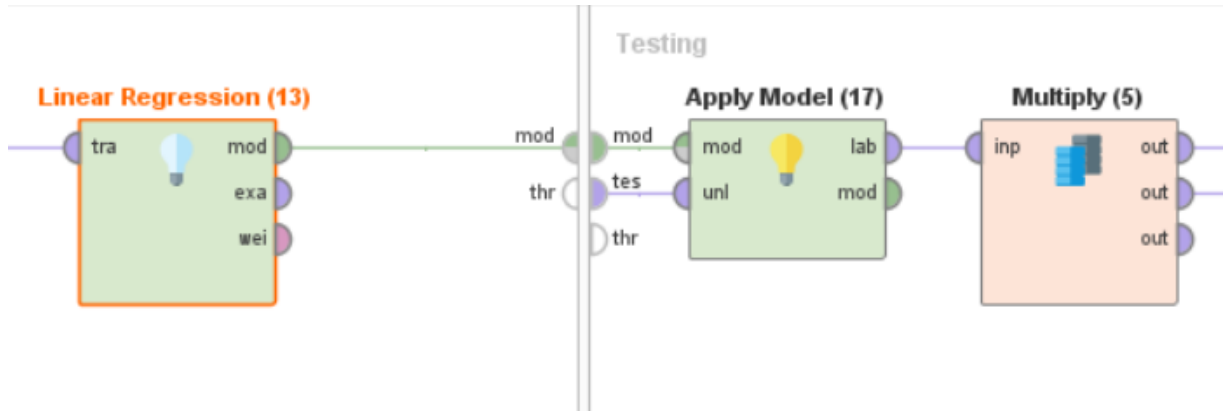 Testing
Linear Regression (13)
Apply Model (17)
Multiply (5)
tra
mod
exa
wei
mod
thr
mod
tes
thr
mod
unl
lab
mod
inp
out
out
out